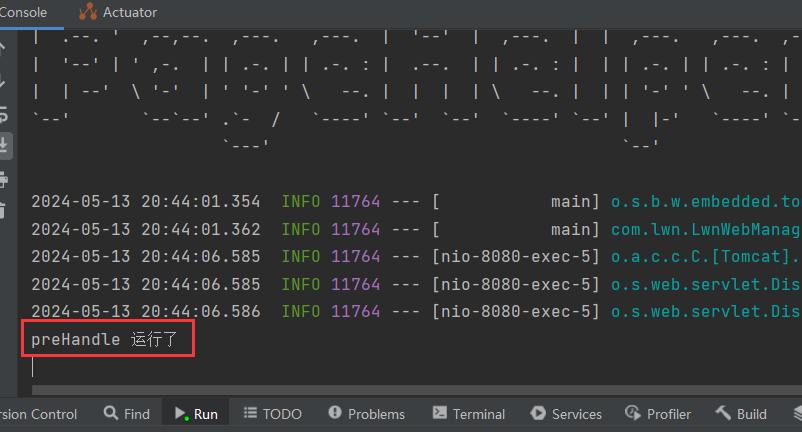 Console Actuator
|  .--. '  ,--,--.  ,---.   ,---.  |  '--'  |  ,---.  |  |  ,---.   ,---.  ,-
|  '--' | ' ,-.  | | .-. | | .-. : |  .--.  | | .-. : |  | | .-. | | .-. : |
|  | --'  \ '-'  | ' '-' ' \   --. |  |  |  | \   --. |  | | '-' ' \   --. |
`--'       `--`--' .`-  /   `----' `--'  `--'  `----' `--' |  |-'   `----' `-
                   `---'                                   `--'
2024-05-13 20:44:01.354  INFO 11764 --- [           main] o.s.b.w.embedded.to
2024-05-13 20:44:01.362  INFO 11764 --- [           main] com.lwn.LwnWebManag
2024-05-13 20:44:06.585  INFO 11764 --- [nio-8080-exec-5] o.a.c.c.C.[Tomcat].
2024-05-13 20:44:06.585  INFO 11764 --- [nio-8080-exec-5] o.s.web.servlet.Dis
2024-05-13 20:44:06.586  INFO 11764 --- [nio-8080-exec-5] o.s.web.servlet.Dis
preHandle 运行了
rsion Control Find Run TODO Problems Terminal Services Profiler Build